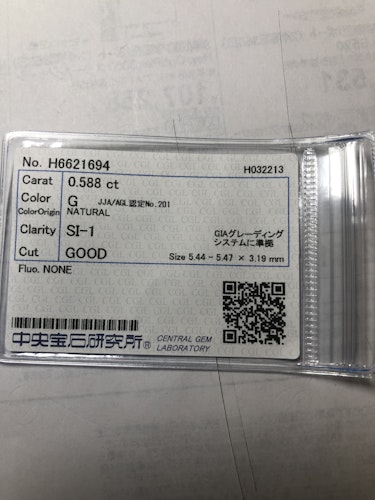 No. H6621694
H032213
Carat 0.588 ct
Color G JJA/AGL認定No.201
ColorOrigin NATURAL
Clarity SI-1
GIAグレーディング
システムに準拠
Cut GOOD
Size 5.44 - 5.47 × 3.19 mm
Fluo. NONE
中央宝石研究所®
CENTRAL GEM
LABORATORY